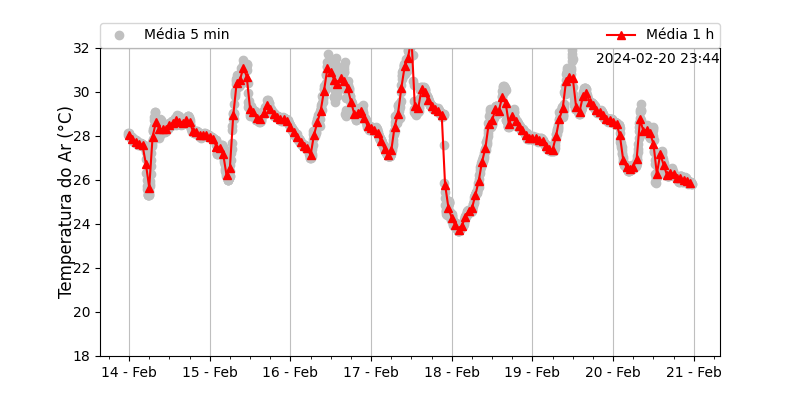 Média 5 min
Média 1 h
2024-02-20 23:44
Temperatura do Ar (°C)
32
30
28
26
24
22
20
18
14 - Feb
15 - Feb
16 - Feb
17 - Feb
18 - Feb
19 - Feb
20 - Feb
21 - Feb